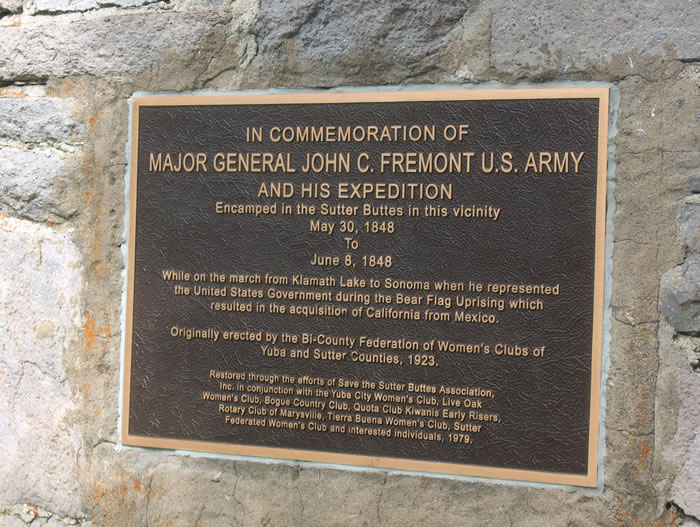 IN COMMEMORATION OF
MAJOR GENERAL JOHN C. FREMONT U.S. ARMY
AND HIS EXPEDITION
Encamped in the Sutter Buttes in this vicinity
May 30, 1848
To
June 8, 1848
While on the march from Klamath Lake to Sonoma when he represented
the United States Government during the Bear Flag Uprising which
resulted in the acquisition of California from Mexico.
Originally erected by the Bi-County Federation of Women's Clubs of
Yuba and Sutter Counties, 1923.
Restored through the efforts of Save the Sutter Buttes Association,
Inc. in conjunction with the Yuba City Women's Club, Live Oak
Women's Club, Bogue Country Club, Quota Club Kiwanis Early Risers,
Rotary Club of Marysville, Tierra Buena Women's Club, Sutter
Federated Women's Club and interested individuals, 1979.